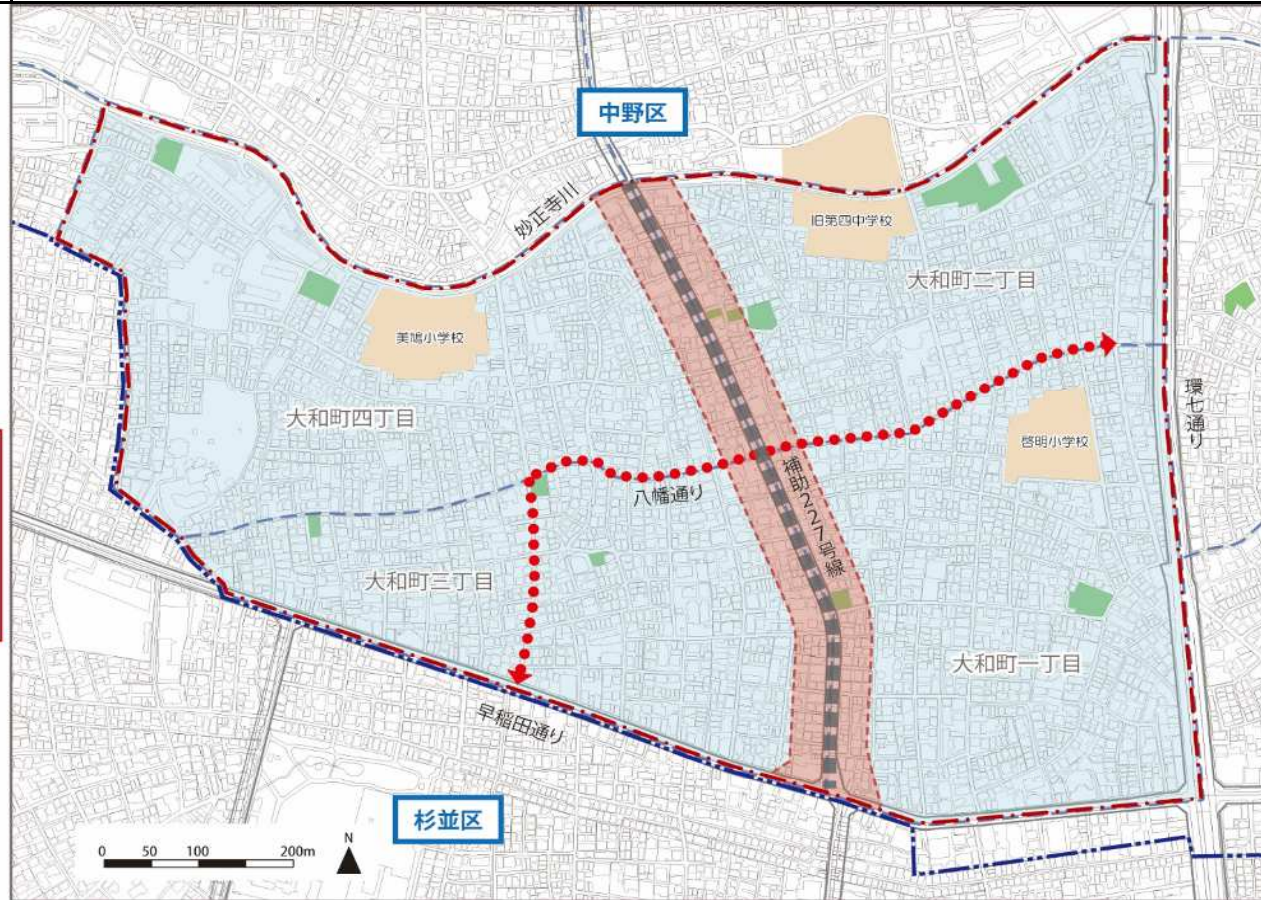 中野区
妙正寺川
旧第四中学校
大和町二丁目
美鳩小学校
環七通り
大和町四丁目
啓明小学校
八幡通り
補助227号線
大和町三丁目
大和町一丁目
早稲田通り
杉並区
0 50 100 200m
N